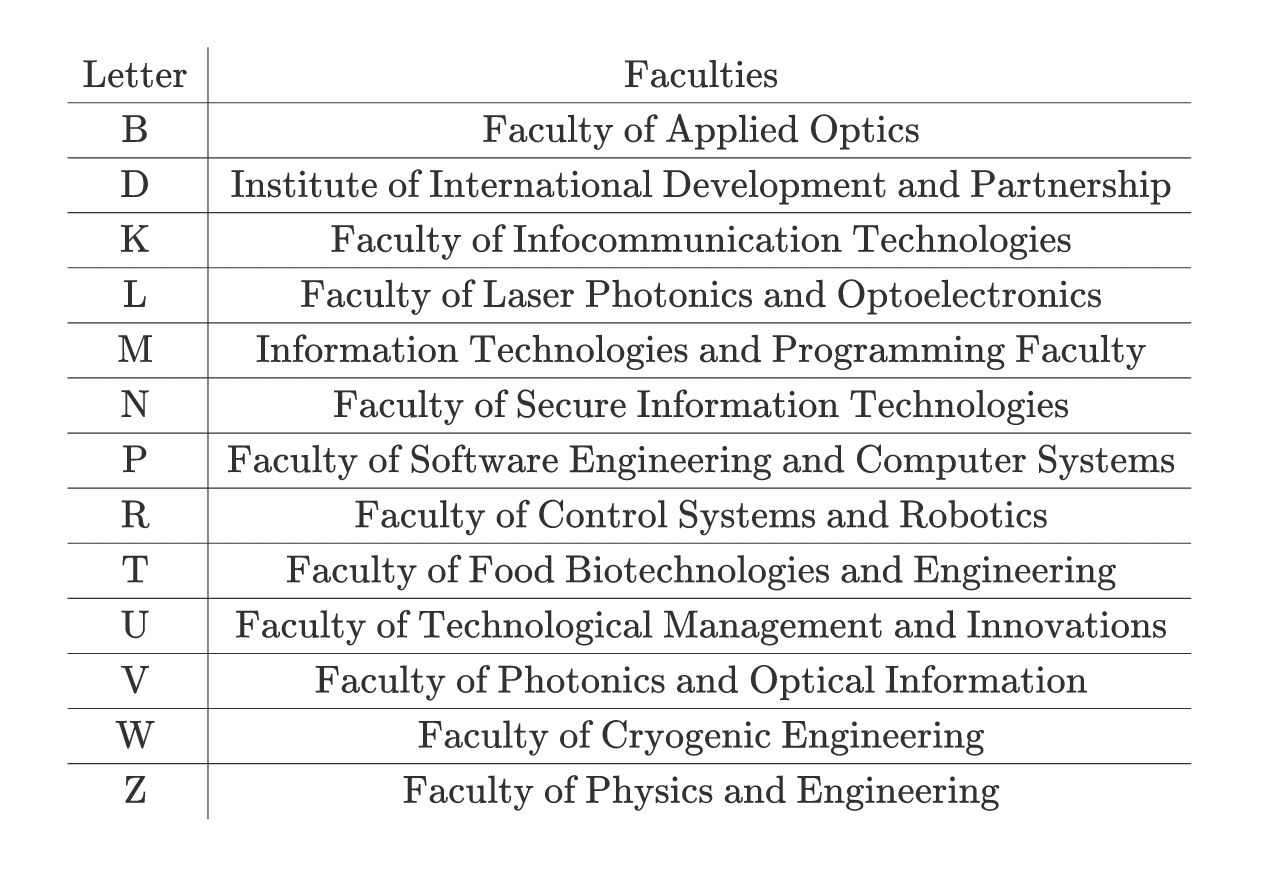 Letter Faculties
B Faculty of Applied Optics
D Institute of International Development and Partnership
K Faculty of Infocommunication Technologies
L Faculty of Laser Photonics and Optoelectronics
M Information Technologies and Programming Faculty
N Faculty of Secure Information Technologies
P Faculty of Software Engineering and Computer Systems
R Faculty of Control Systems and Robotics
T Faculty of Food Biotechnologies and Engineering
U Faculty of Technological Management and Innovations
V Faculty of Photonics and Optical Information
W Faculty of Cryogenic Engineering
Z Faculty of Physics and Engineering